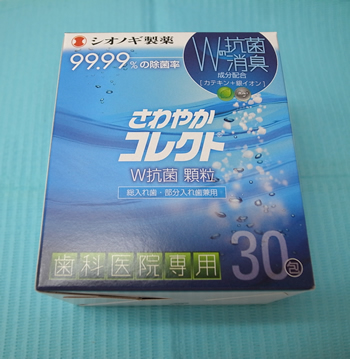 シオノギ製薬
99.99%の除菌率
Wの抗菌消臭
成分配合
[カテキン+銀イオン]
さわやか
コレクト
W抗菌 顆粒
総入れ歯・部分入れ歯兼用
歯科医院専用
30包